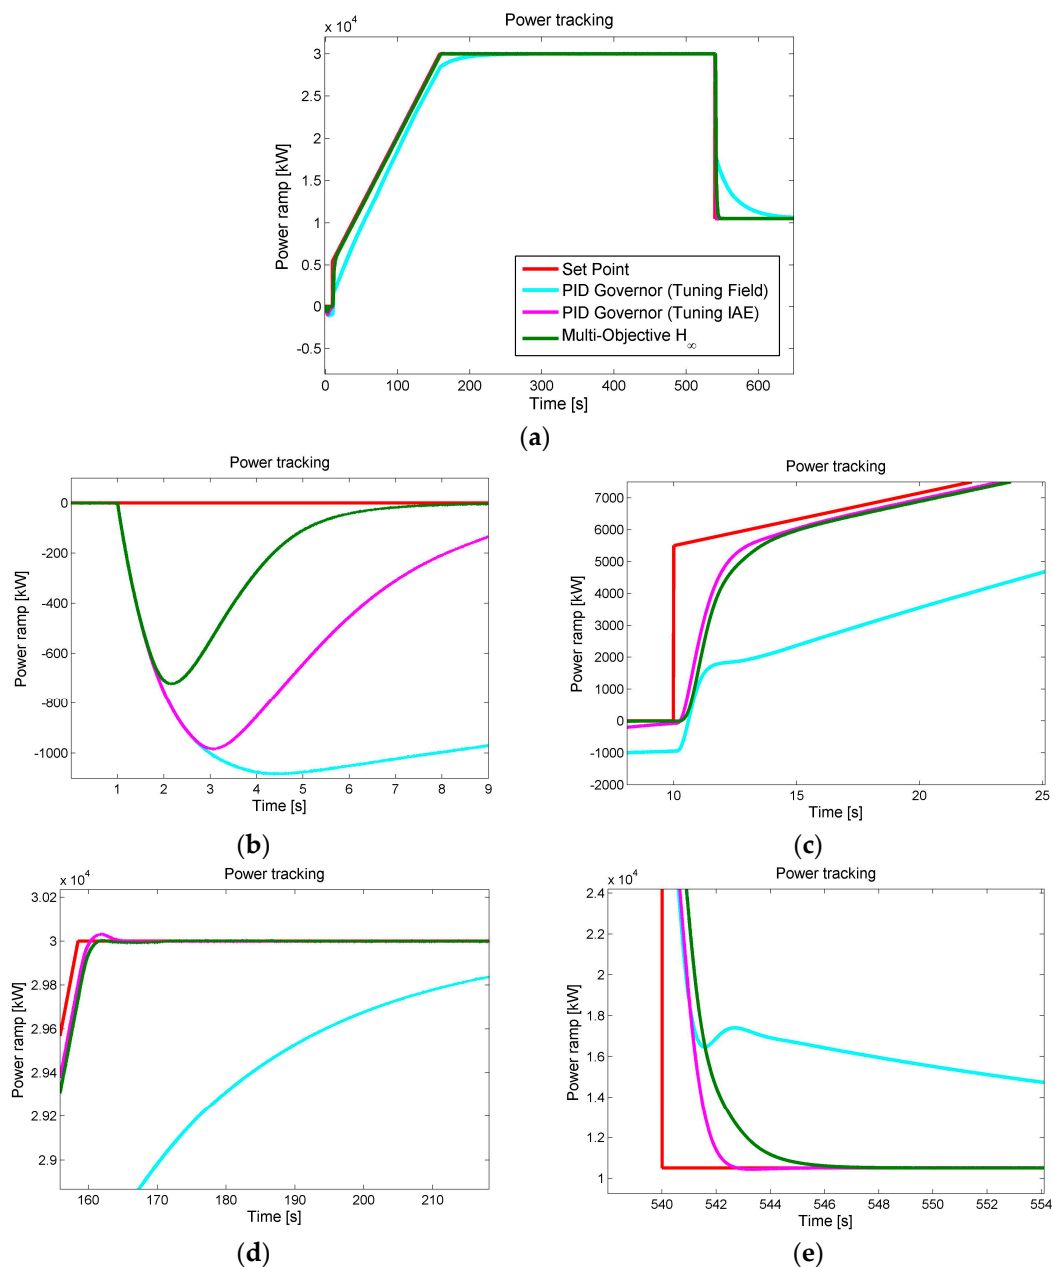 Power tracking
x 10^4
3
2.5
2
1.5
1
0.5
0
-0.5
Power ramp [kW]
Set Point
PID Governor (Tuning Field)
PID Governor (Tuning IAE)
Multi-Objective H∞
0 100 200 300 400 500 600
Time [s]
(a)
Power tracking
0
-200
-400
-600
-800
-1000
Power ramp [kW]
1 2 3 4 5 6 7 8 9
Time [s]
(b)
Power tracking
7000
6000
5000
4000
3000
2000
1000
0
-1000
-2000
Power ramp [kW]
10 15 20 25
Time [s]
(c)
Power tracking
x 10^4
3.02
3
2.98
2.96
2.94
2.92
2.9
Power ramp [kW]
160 170 180 190 200 210
Time [s]
(d)
Power tracking
x 10^4
2.4
2.2
2
1.8
1.6
1.4
1.2
1
Power ramp [kW]
540 542 544 546 548 550 552 554
Time [s]
(e)